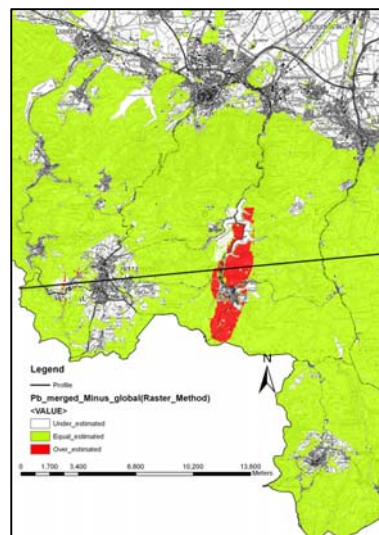 N
Legend
Profile
Pb_merged_Minus_global(Raster_Method)
<VALUE>
Under_estimated
Equal_estimated
Over_estimated
0 1,700 3,400 6,800 10,200 13,600
Meters